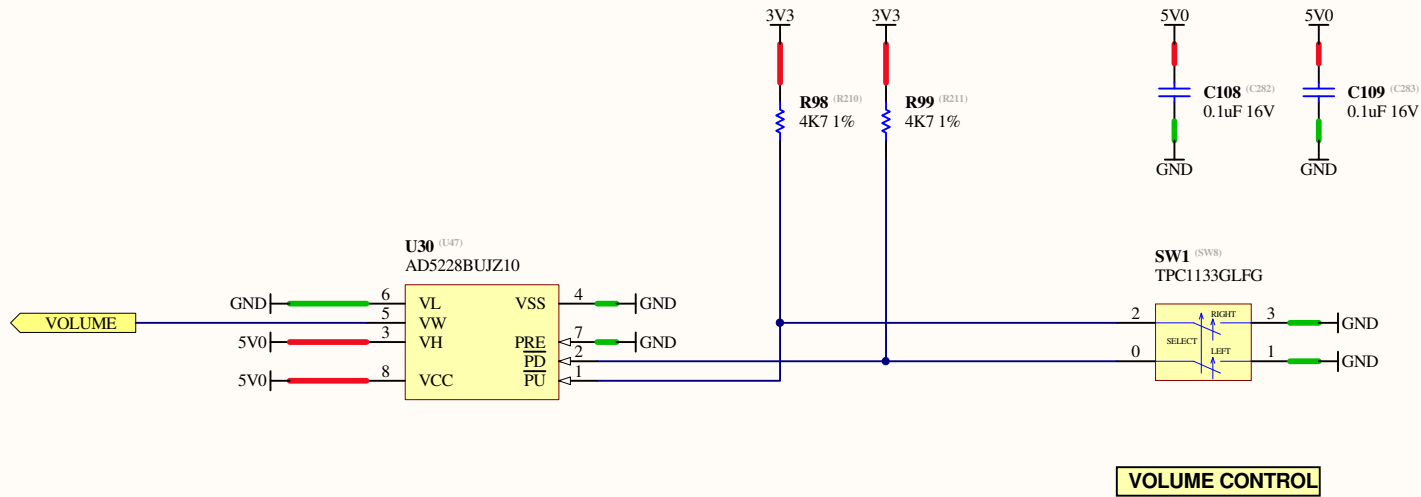 3V3
3V3
5V0
5V0
R98 (R210)
4K7 1%
R99 (R211)
4K7 1%
C108 (C282)
0.1uF 16V
C109 (C283)
0.1uF 16V
GND
GND
U30 (U47)
AD5228BUJZ10
GND
6
VL
VSS
4
GND
VOLUME
5
VW
5V0
3
VH
PRE
7
GND
PD
2
5V0
8
VCC
PU
1
SW1 (SW8)
TPC1133GLFG
2
RIGHT
3
GND
SELECT
0
LEFT
1
GND
VOLUME CONTROL